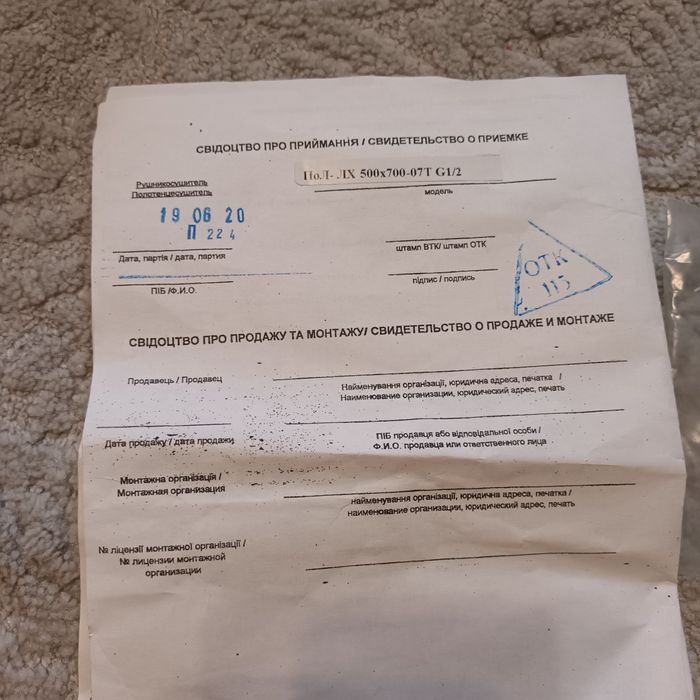 СВІДОЦТВО ПРО ПРИЙМАННЯ / СВИДЕТЕЛЬСТВО О ПРИЕМКЕ
Рушникосушитель
Полотенцесушитель
ПоЛ- ЛХ 500х700-07Т G1/2
модель
19 06 20
П 224
Дата, партія / дата, партия
штамп ВТК/ штамп ОТК
ОТК
115
ПІБ /Ф.И.О.
підпис / подпись
СВІДОЦТВО ПРО ПРОДАЖУ ТА МОНТАЖУ/ СВИДЕТЕЛЬСТВО О ПРОДАЖЕ И МОНТАЖЕ
Продавець / Продавец
Найменування організації, юридична адреса, печатка /
Наименование организации, юридический адрес, печать
Дата продажу / дата продажи
ПІБ продавця або відповідальної особи /
Ф.И.О. продавца или ответственного лица
Монтажна організація /
Монтажная организация
найменування організації, юридична адреса, печатка /
наименование организации, юридический адрес, печать
№ ліцензії монтажної організації /
№ лицензии монтажной
организации